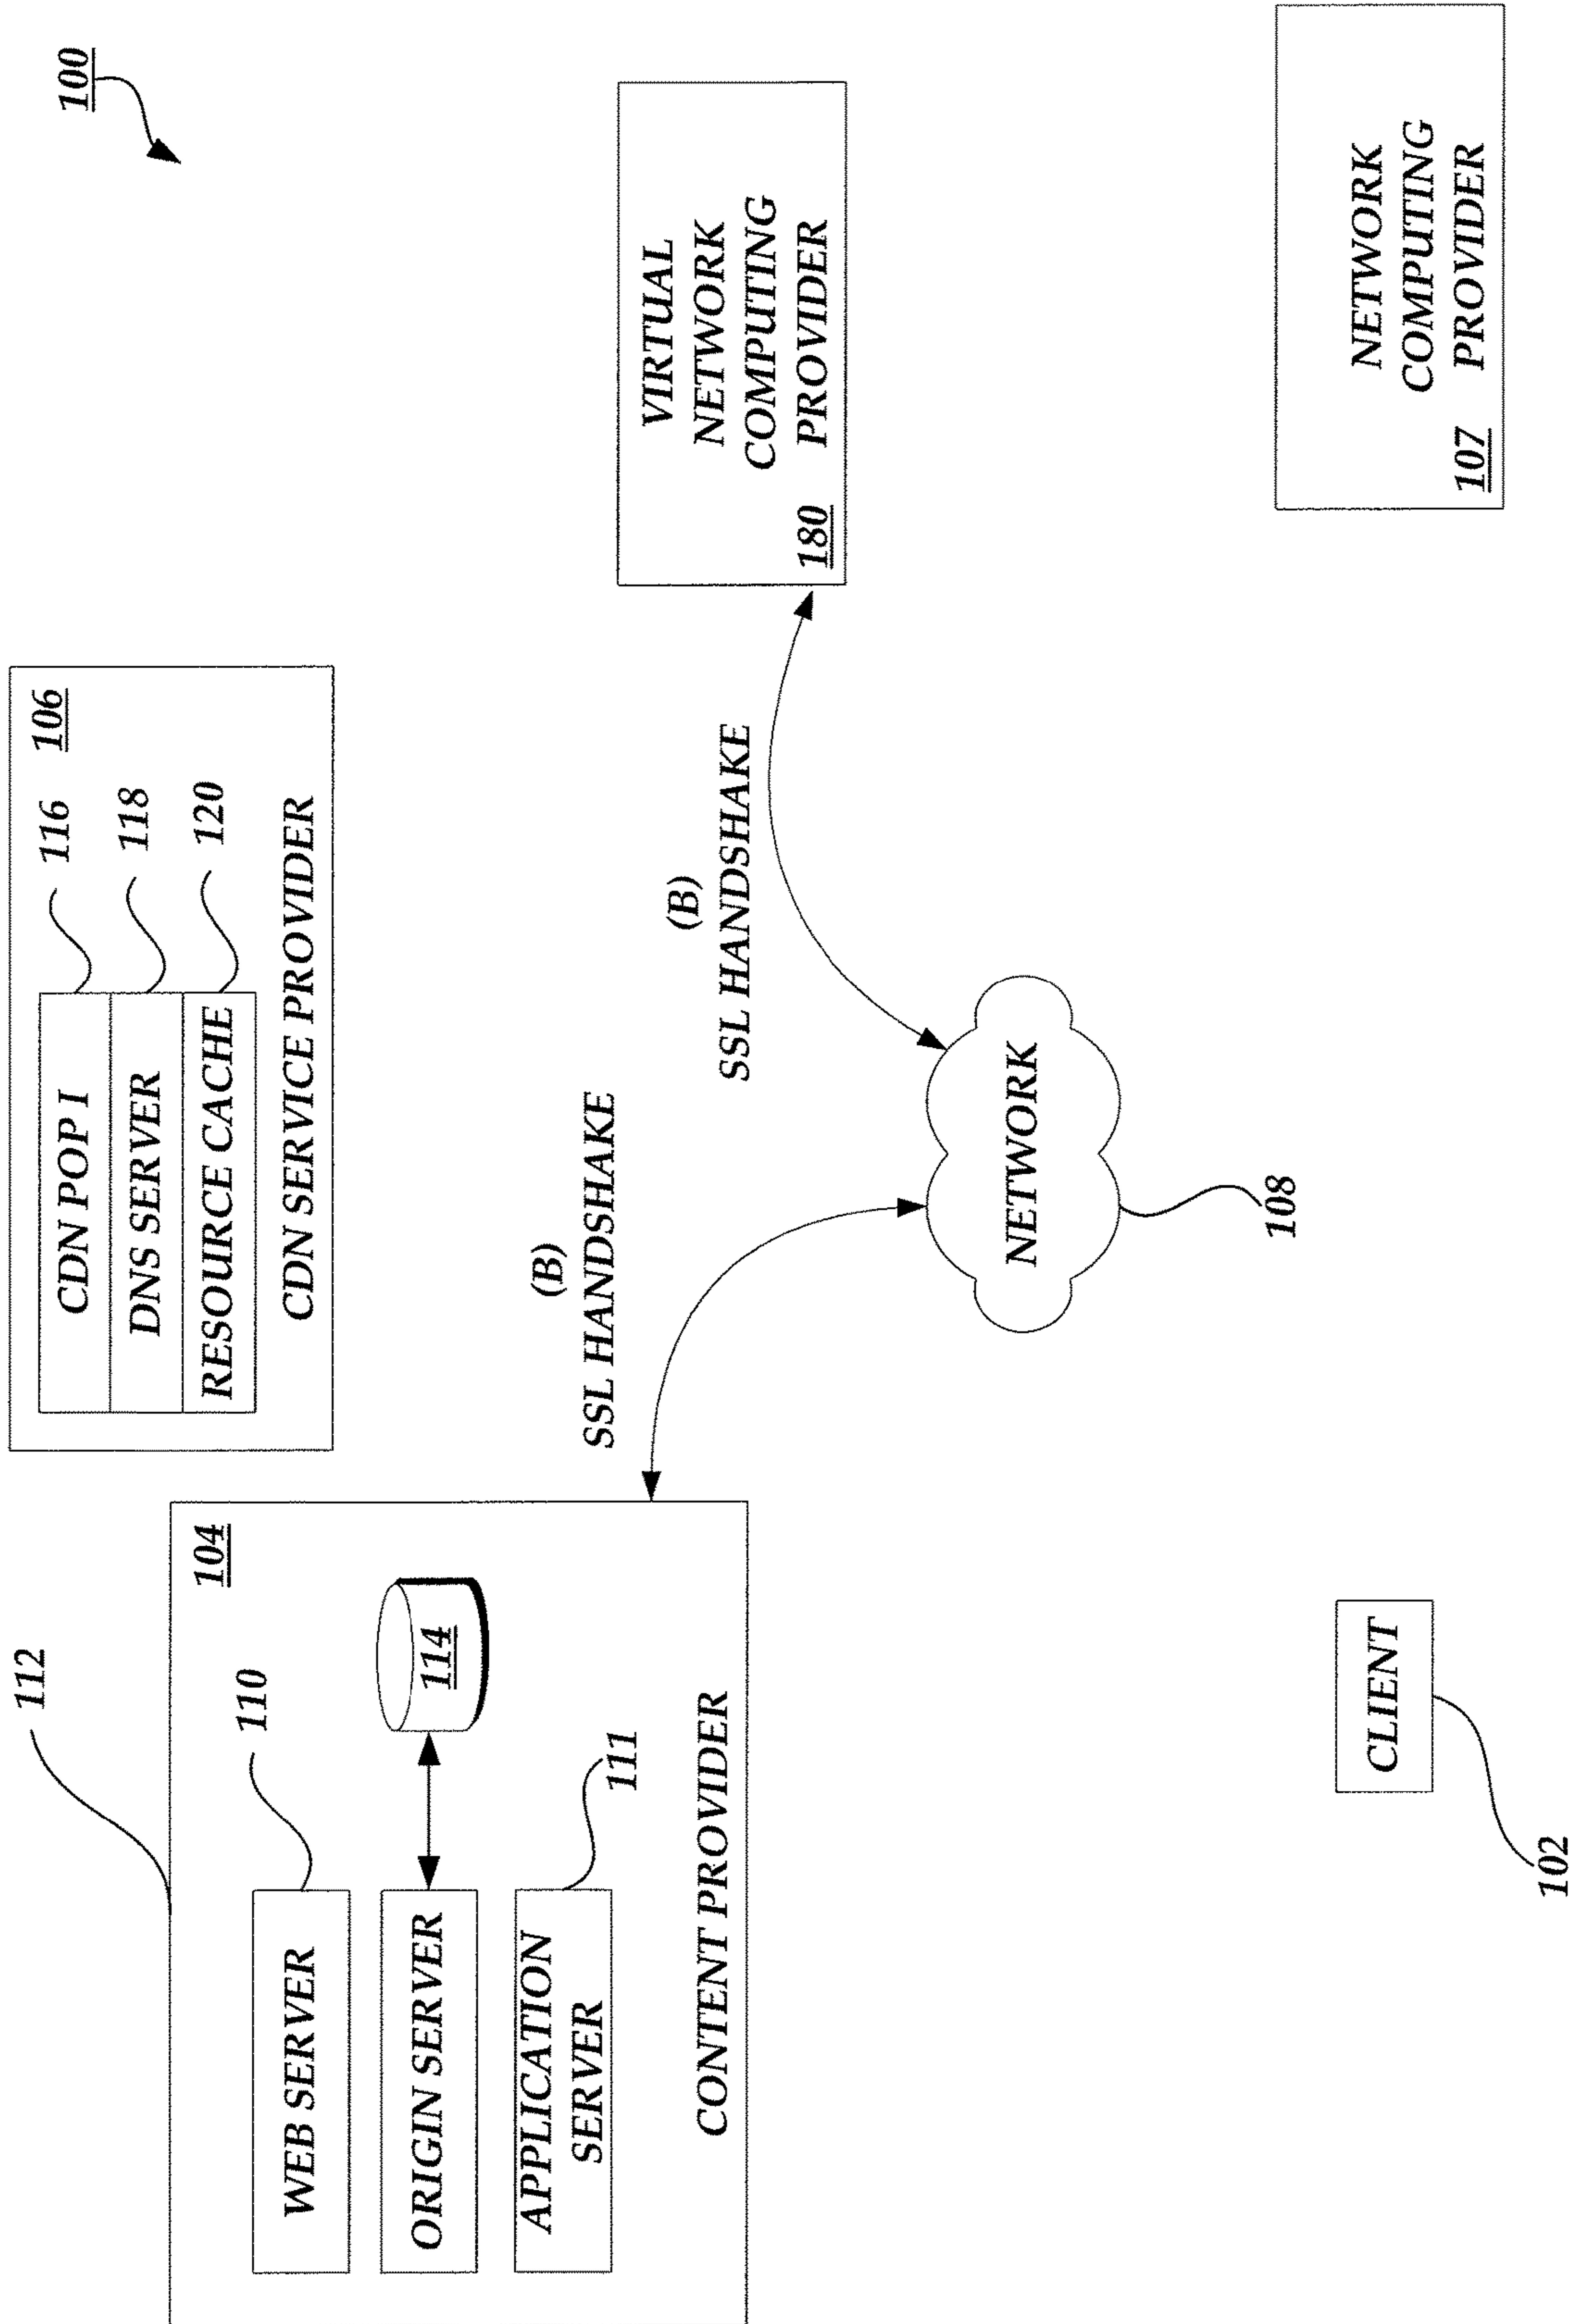 100
112
104
110
WEB SERVER
ORIGIN SERVER
114
APPLICATION
SERVER
111
CONTENT PROVIDER
106
CDN POP I
116
DNS SERVER
118
RESOURCE CACHE
120
CDN SERVICE PROVIDER
(B)
SSL HANDSHAKE
(B)
SSL HANDSHAKE
VIRTUAL
NETWORK
COMPUTING
180 PROVIDER
NETWORK
108
CLIENT
102
NETWORK
COMPUTING
107 PROVIDER